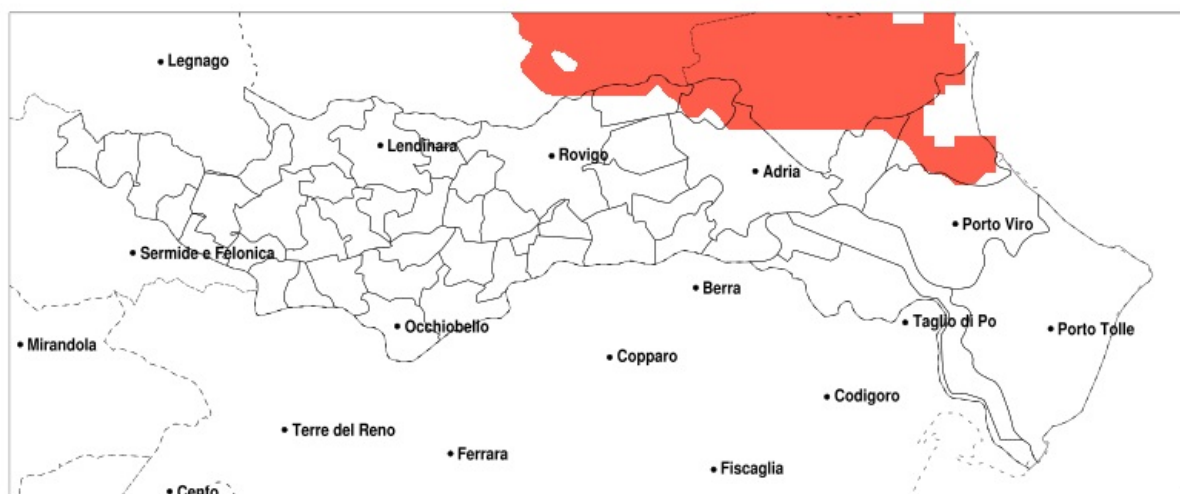 Legnago
Lendinara
Rovigo
Adria
Porto Viro
Sermide e Felonica
Berra
Occhiobello
Taglio di Po
Porto Tolle
Mirandola
Copparo
Codigoro
Terre del Reno
Ferrara
Fiscaglia
Cento